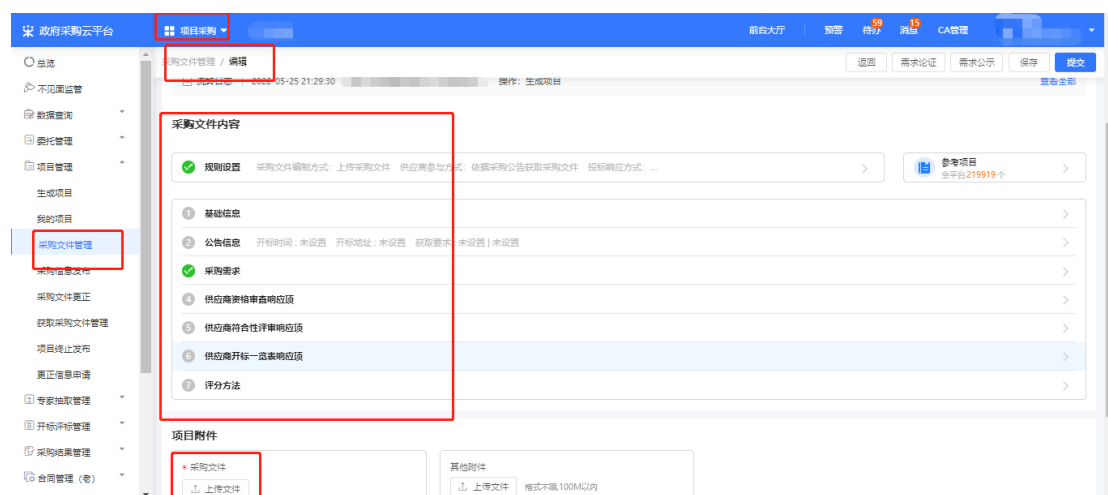 政府采购云平台 项目采购 前台大厅 预警 待办 59 消息 15 CA管理
总览
采购文件管理 / 编辑 返回 需求论证 需求公示 保存 提交
不见面监管
流转日志 2022-05-25 21:29:30 操作：生成项目 查看全部
数据查询
采购文件内容
委托管理
项目管理
规则设置 采购文件编制方式：上传采购文件 供应商参与方式：依据采购公告获取采购文件 投标响应方式：...
参考项目
全平台219919个
生成项目
我的项目
1 基础信息
采购文件管理
2 公告信息 开标时间：未设置 开标地址：未设置 获取要求：未设置 | 未设置
采购信息发布
采购需求
采购文件更正
4 供应商资格审查响应项
获取采购文件管理
5 供应商符合性评审响应项
项目终止发布
6 供应商开标一览表响应项
更正信息申请
7 评分方法
专家抽取管理
开标评标管理
项目附件
采购结果管理
* 采购文件 其他附件
合同管理（老）
上传文件 上传文件 格式不限,100M以内